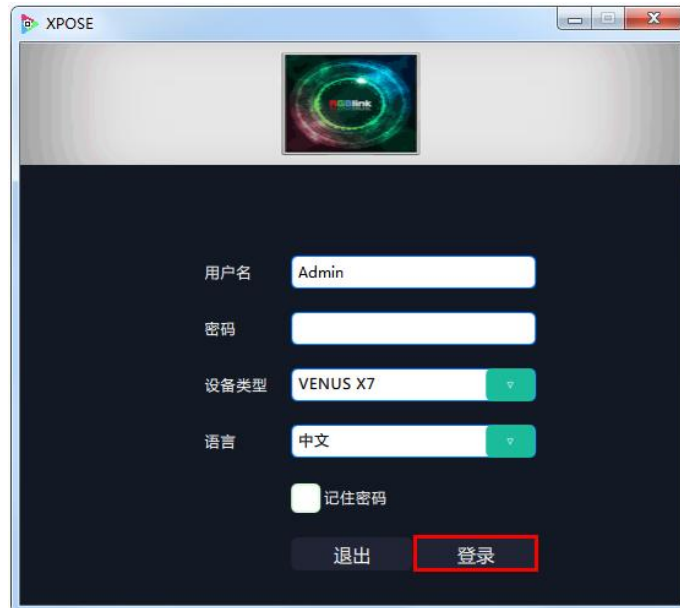 XPOSE
RGBlink
用户名
Admin
密码
设备类型
VENUS X7
语言
中文
记住密码
退出
登录